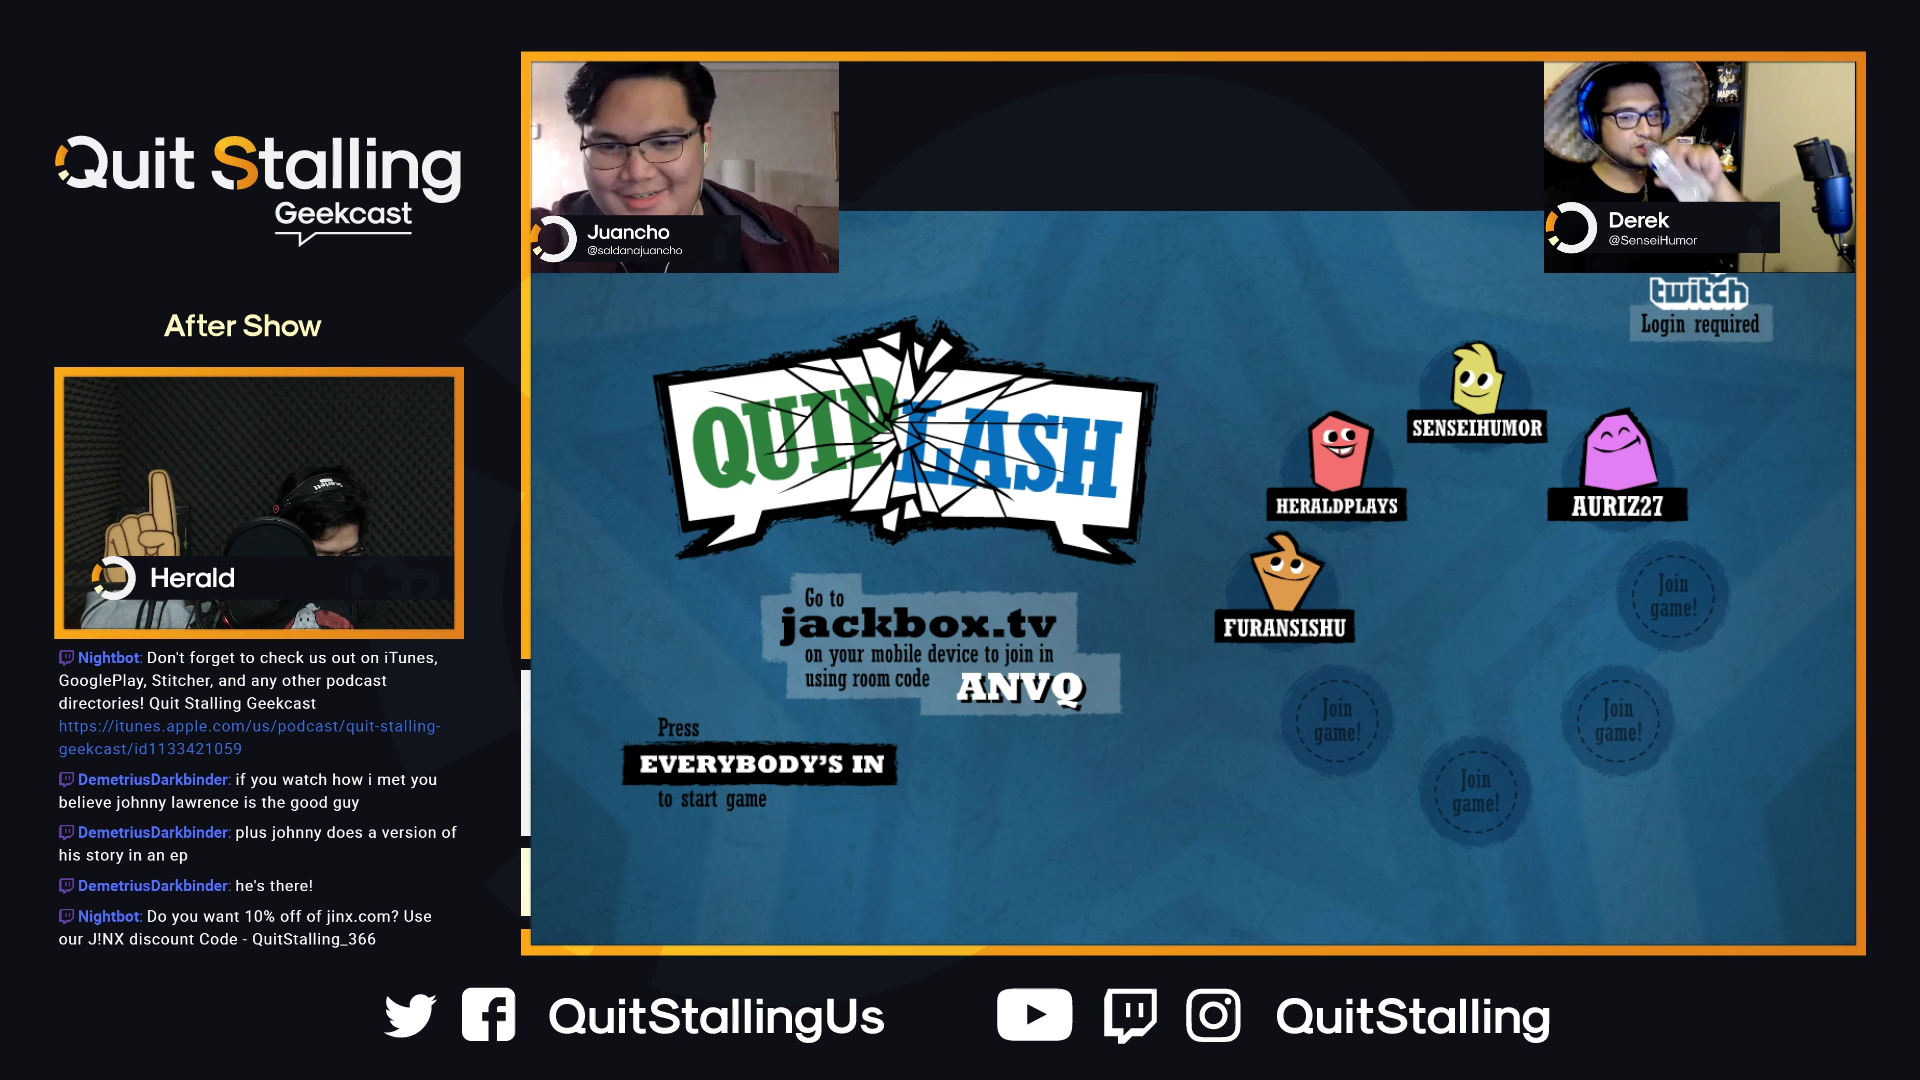 Quit Stalling
Geekcast
After Show
Herald
Nightbot: Don't forget to check us out on iTunes,
GooglePlay, Stitcher, and any other podcast
directories! Quit Stalling Geekcast
https://itunes.apple.com/us/podcast/quit-stalling-
geekcast/id1133421059
DemetriusDarkbinder: if you watch how i met you
believe johnny lawrence is the good guy
DemetriusDarkbinder: plus johnny does a version of
his story in an ep
DemetriusDarkbinder: he's there!
Nightbot: Do you want 10% off of jinx.com? Use
our J!NX discount Code - QuitStalling_366
Juancho
@saldanajuancho
MARVEL
Derek
@SenseiHumor
twitch
Login required
QUIPLASH
Go to
jackbox.tv
on your mobile device to join in
using room code ANVQ
Press
EVERYBODY'S IN
to start game
SENSEIHUMOR
HERALDPLAYS
AURIZ27
FURANSISHU
Join
game!
Join
game!
Join
game!
Join
game!
QuitStallingUs
QuitStalling